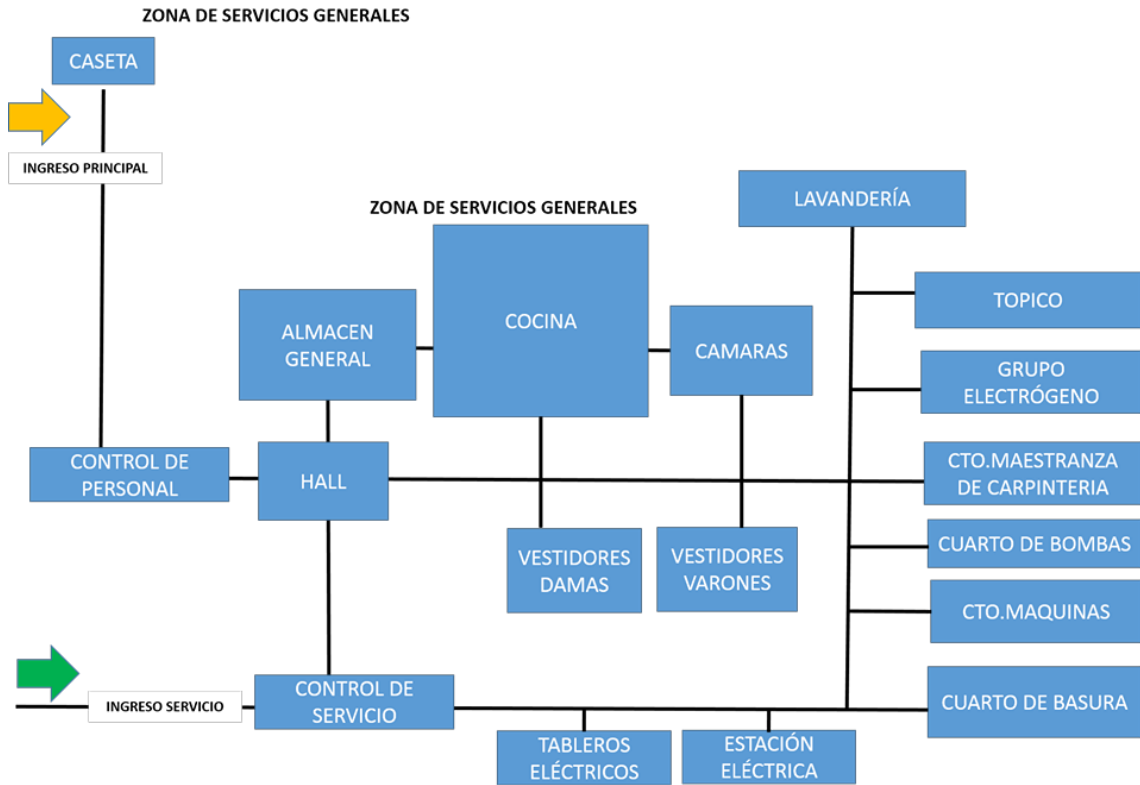 ZONA DE SERVICIOS GENERALES
CASETA
INGRESO PRINCIPAL
LAVANDERÍA
ZONA DE SERVICIOS GENERALES
COCINA
ALMACEN
GENERAL
CAMARAS
TOPICO
GRUPO
ELECTRÓGENO
CONTROL DE
PERSONAL
HALL
CTO.MAESTRANZA
DE CARPINTERIA
VESTIDORES
DAMAS
VESTIDORES
VARONES
CUARTO DE BOMBAS
CTO.MAQUINAS
INGRESO SERVICIO
CONTROL DE
SERVICIO
CUARTO DE BASURA
TABLEROS
ELÉCTRICOS
ESTACIÓN
ELÉCTRICA